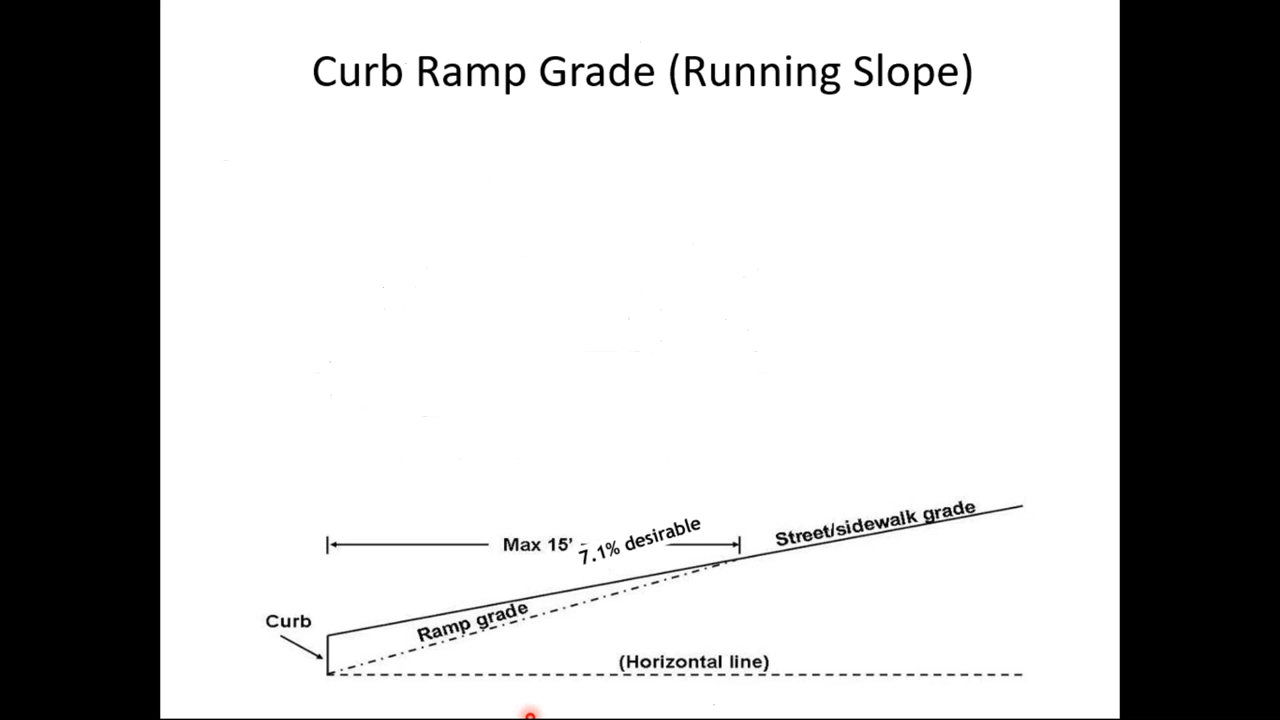 Curb Ramp Grade (Running Slope)
Max 15'
7.1% desirable
Street/sidewalk grade
Curb
Ramp grade
(Horizontal line)